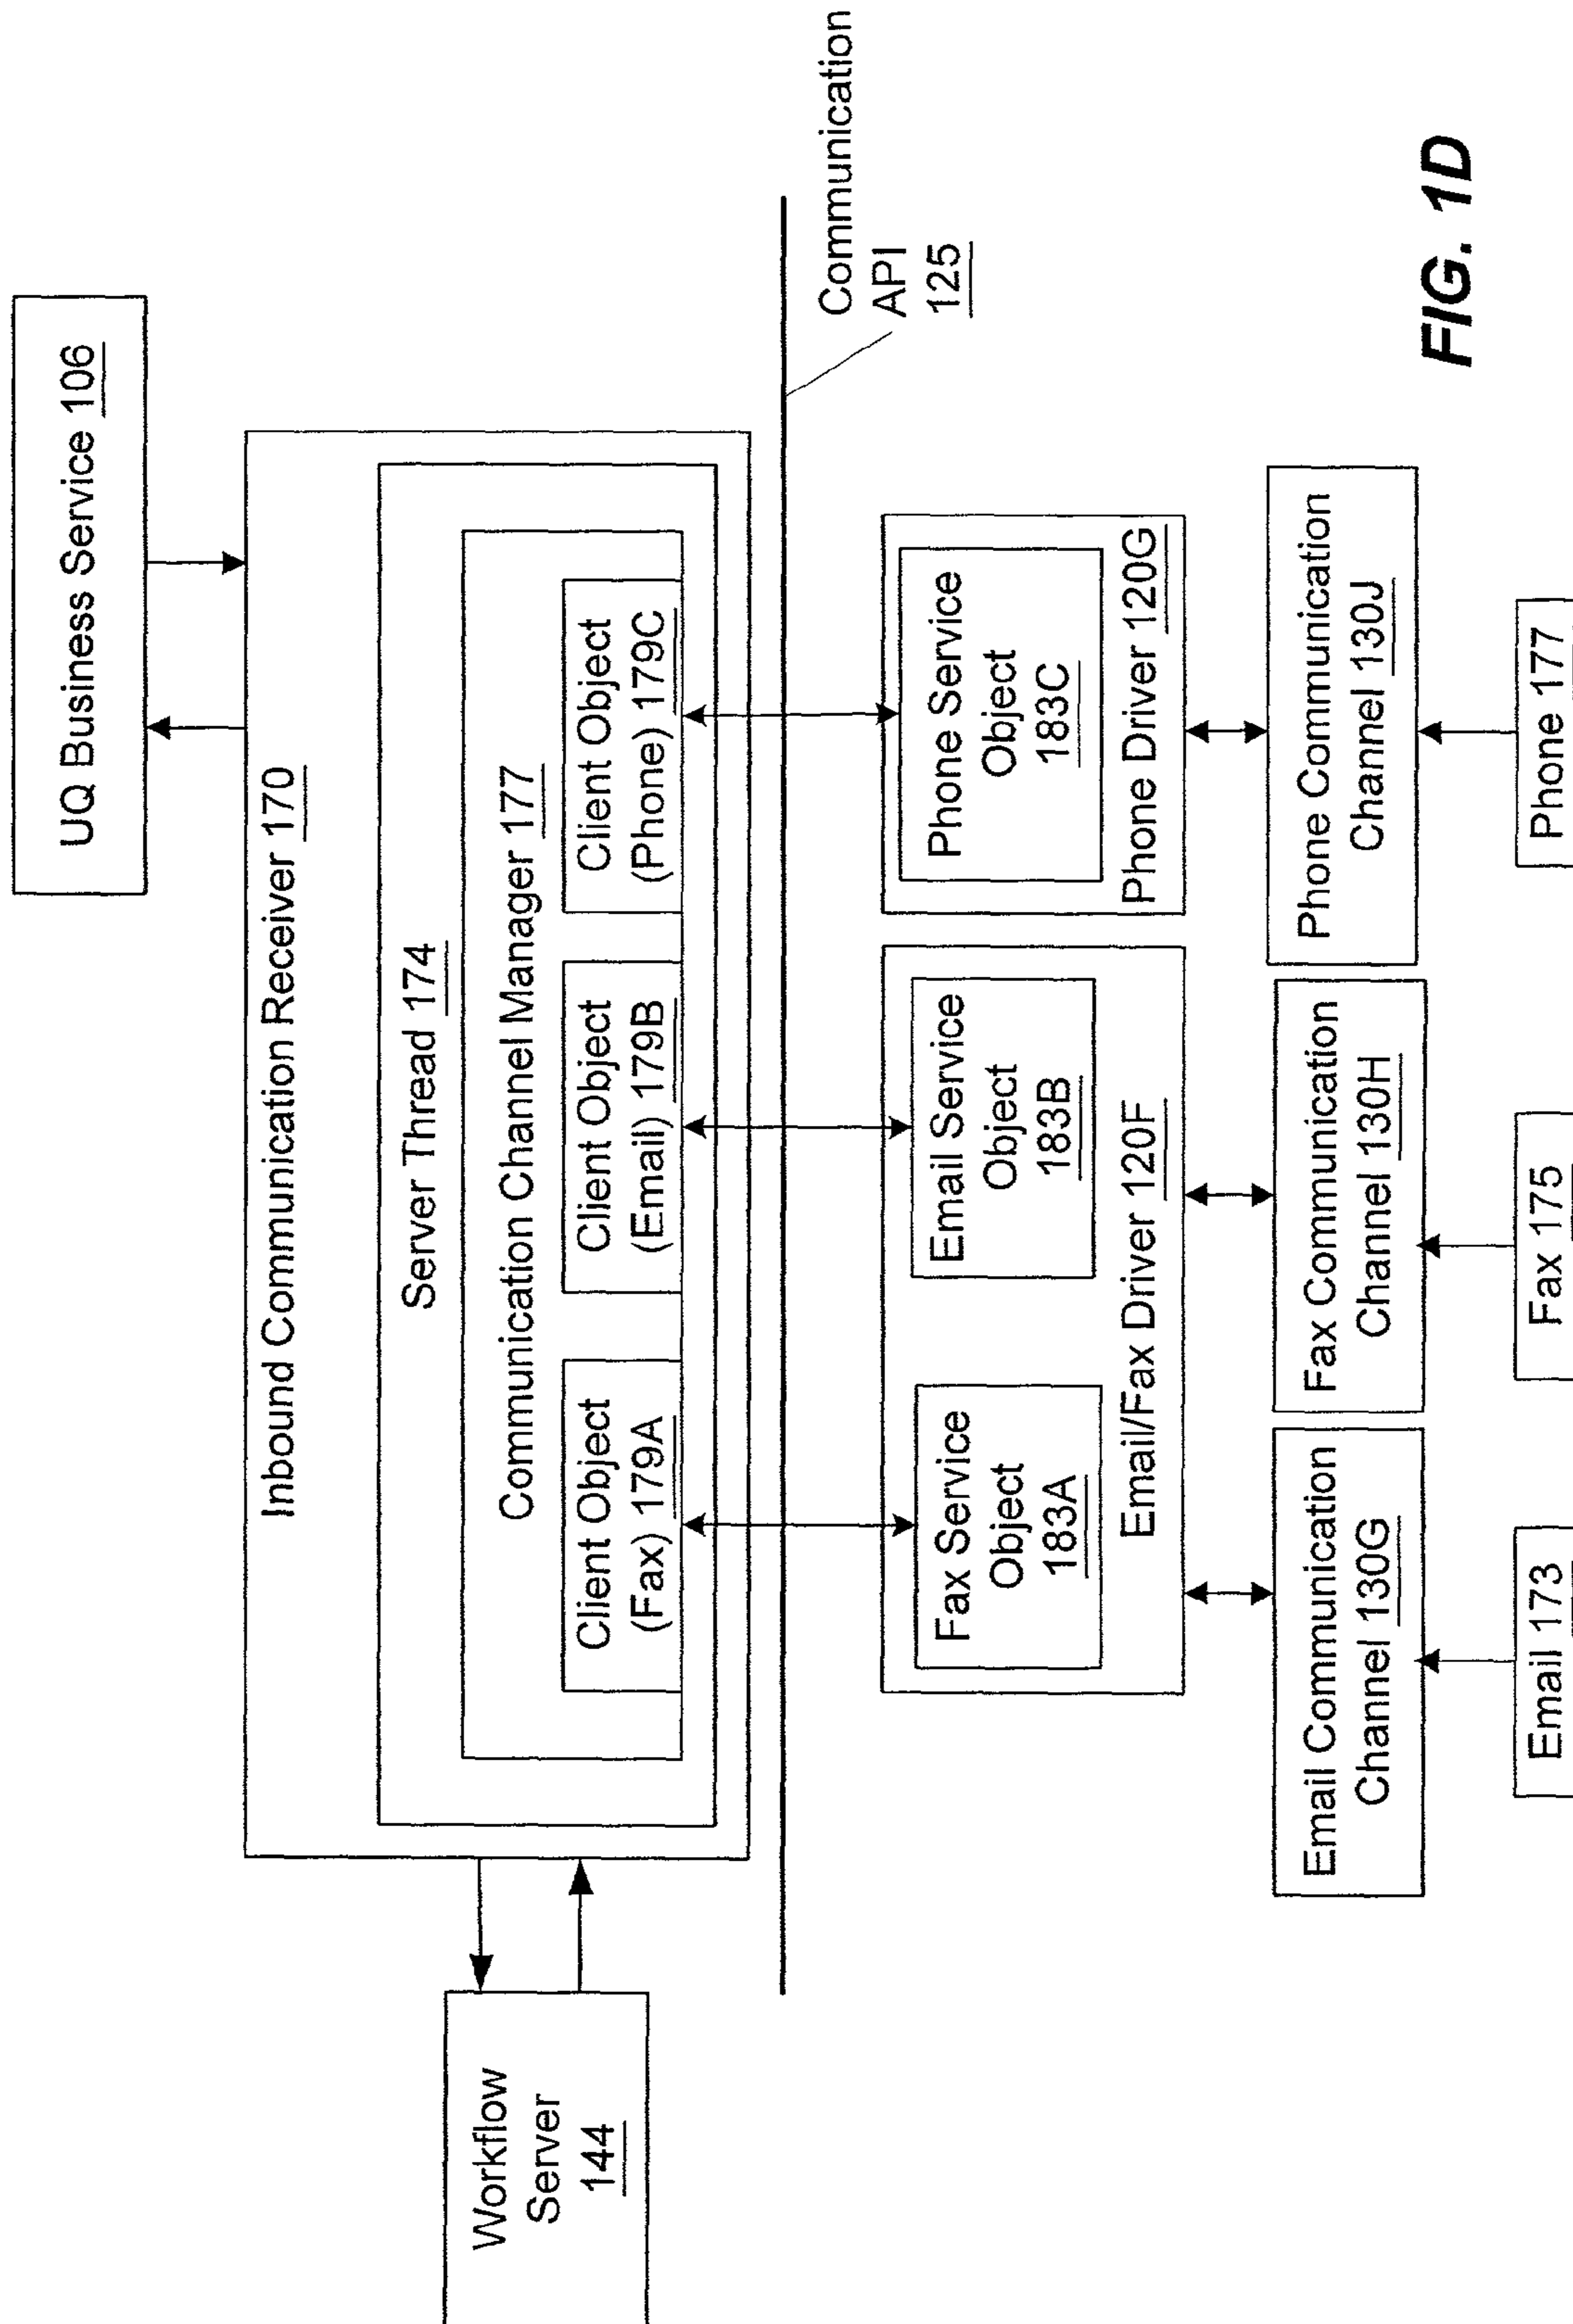 UQ Business Service 106
Inbound Communication Receiver 170
Server Thread 174
Communication Channel Manager 177
Client Object
(Fax) 179A
Client Object
(Email) 179B
Client Object
(Phone) 179C
Workflow
Server
144
Communication
API
125
Fax Service
Object
183A
Email Service
Object
183B
Email/Fax Driver 120F
Phone Service
Object
183C
Phone Driver 120G
Email Communication
Channel 130G
Fax Communication
Channel 130H
Phone Communication
Channel 130J
Email 173
Fax 175
Phone 177
FIG. 1D